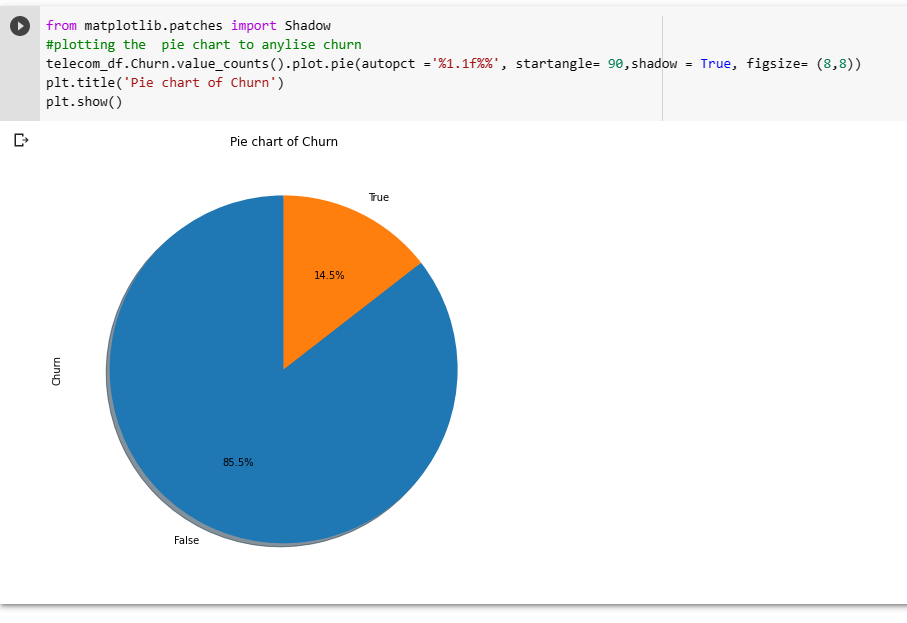 from matplotlib.patches import Shadow
#plotting the  pie chart to anylise churn
telecom_df.Churn.value_counts().plot.pie(autopct ='%1.1f%%', startangle= 90,shadow = True, figsize= (8,8))
plt.title('Pie chart of Churn')
plt.show()
Pie chart of Churn
True
14.5%
Churn
85.5%
False